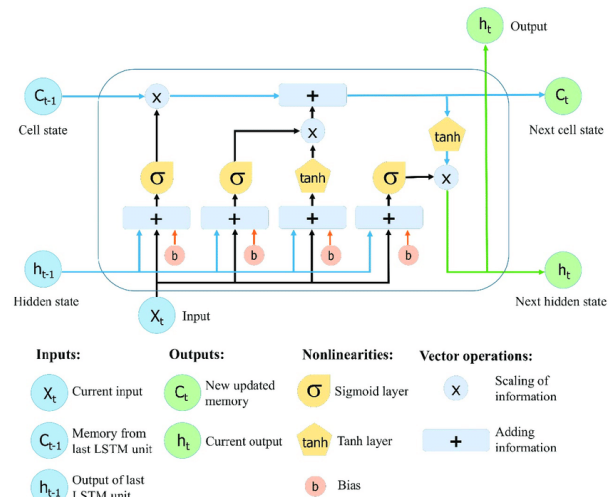 ht
Output
Ct-1
x
+
Ct
Cell state
x
tanh
Next cell state
σ
σ
tanh
σ
x
+
+
+
+
ht-1
b
b
b
b
ht
Hidden state
Next hidden state
Xt
Input
Inputs:
Outputs:
Nonlinearities:
Vector operations:
Xt
Current input
Ct
New updated
memory
σ
Sigmoid layer
x
Scaling of
information
Ct-1
Memory from
last LSTM unit
ht
Current output
tanh
Tanh layer
+
Adding
information
ht-1
Output of last
LSTM unit
b
Bias